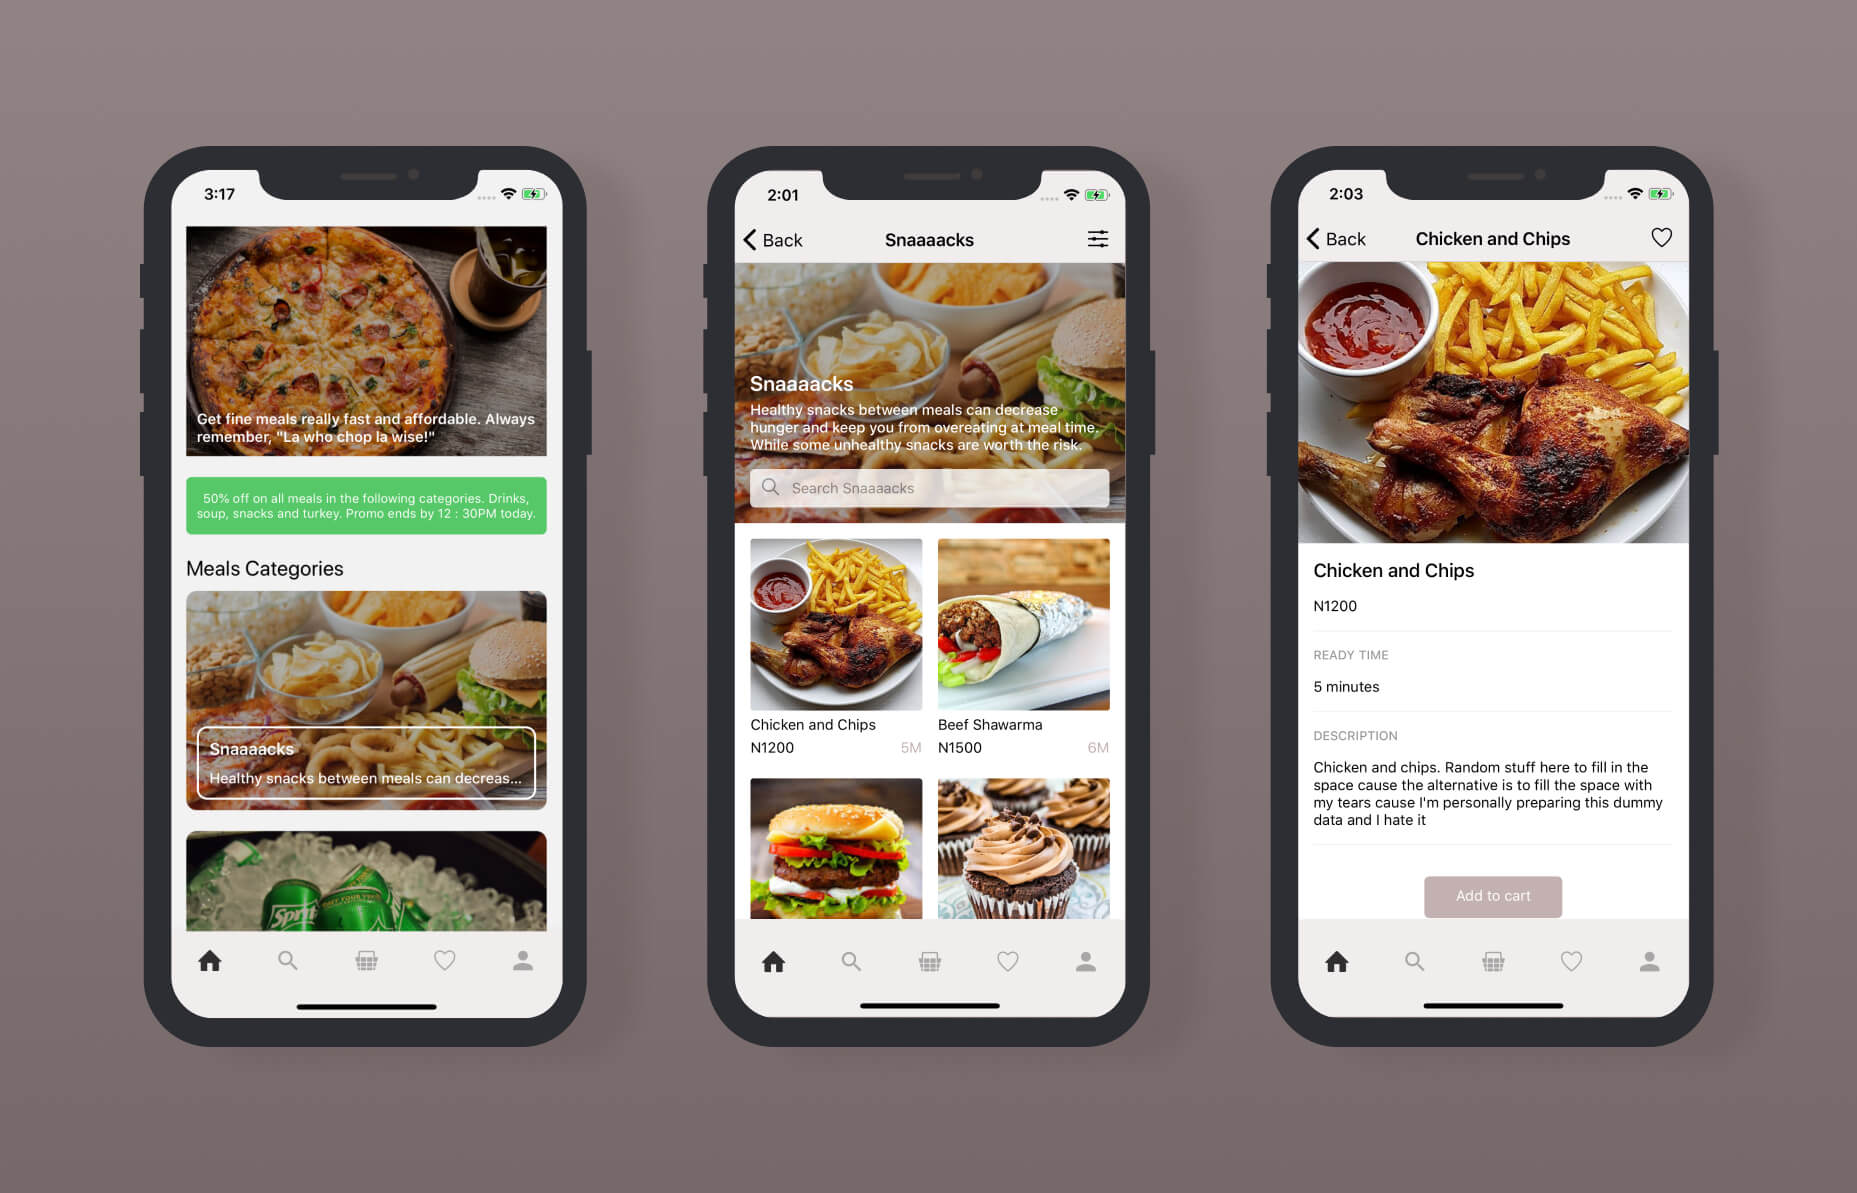 3:17
Get fine meals really fast and affordable. Always
remember, "La who chop la wise!"
50% off on all meals in the following categories. Drinks,
soup, snacks and turkey. Promo ends by 12 : 30PM today.
Meals Categories
Snaaaacks
Healthy snacks between meals can decreas...
Sprite
2:01
Back
Snaaaacks
Snaaaacks
Healthy snacks between meals can decrease
hunger and keep you from overeating at meal time.
While some unhealthy snacks are worth the risk.
Search Snaaaacks
Chicken and Chips
N1200
5M
Beef Shawarma
N1500
6M
2:03
Back
Chicken and Chips
Chicken and Chips
N1200
READY TIME
5 minutes
DESCRIPTION
Chicken and chips. Random stuff here to fill in the
space cause the alternative is to fill the space with
my tears cause I'm personally preparing this dummy
data and I hate it
Add to cart